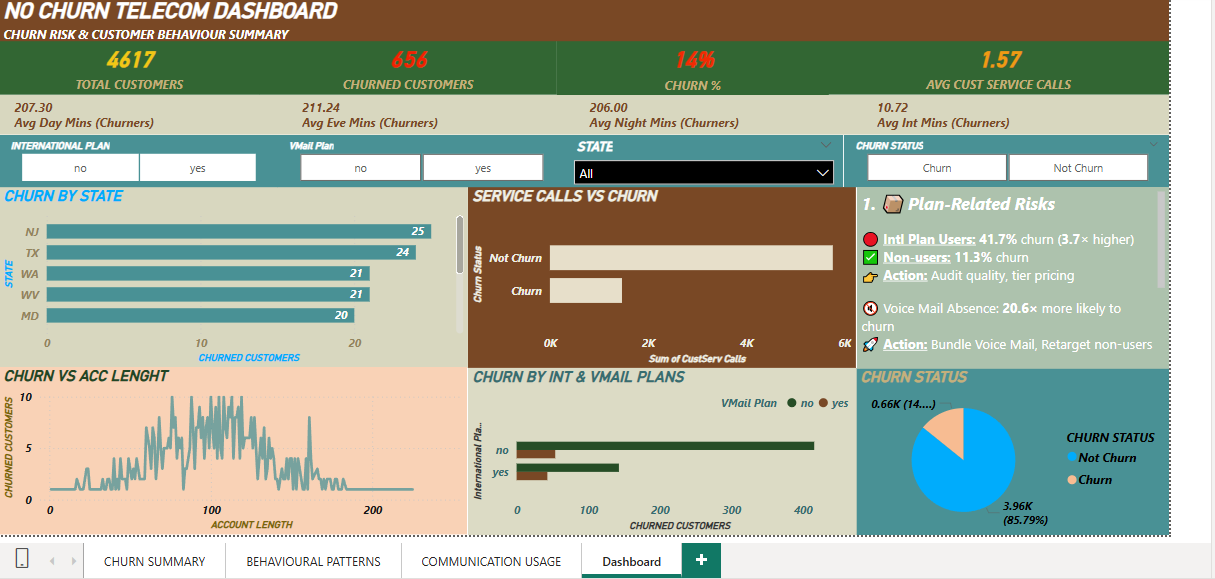 NO CHURN TELECOM DASHBOARD
CHURN RISK & CUSTOMER BEHAVIOUR SUMMARY
4617
TOTAL CUSTOMERS
656
CHURNED CUSTOMERS
14%
CHURN %
1.57
AVG CUST SERVICE CALLS
207.30
Avg Day Mins (Churners)
211.24
Avg Eve Mins (Churners)
206.00
Avg Night Mins (Churners)
10.72
Avg Int Mins (Churners)
INTERNATIONAL PLAN
no yes
VMail Plan
no yes
STATE
All
CHURN STATUS
Churn Not Churn
CHURN BY STATE
STATE
NJ 25
TX 24
WA 21
WV 21
MD 20
0 10 20
CHURNED CUSTOMERS
SERVICE CALLS VS CHURN
Churn Status
Not Churn
Churn
0K 2K 4K 6K
Sum of CustServ Calls
1. Plan-Related Risks
Intl Plan Users: 41.7% churn (3.7× higher)
Non-users: 11.3% churn
Action: Audit quality, tier pricing
Voice Mail Absence: 20.6× more likely to
churn
Action: Bundle Voice Mail, Retarget non-users
CHURN VS ACC LENGHT
CHURNED CUSTOMERS
10
5
0
0 100 200
ACCOUNT LENGTH
CHURN BY INT & VMAIL PLANS
VMail Plan no yes
International Pla...
no
yes
0 100 200 300 400
CHURNED CUSTOMERS
CHURN STATUS
0.66K (14....)
3.96K
(85.79%)
CHURN STATUS
Not Churn
Churn
CHURN SUMMARY
BEHAVIOURAL PATTERNS
COMMUNICATION USAGE
Dashboard
+